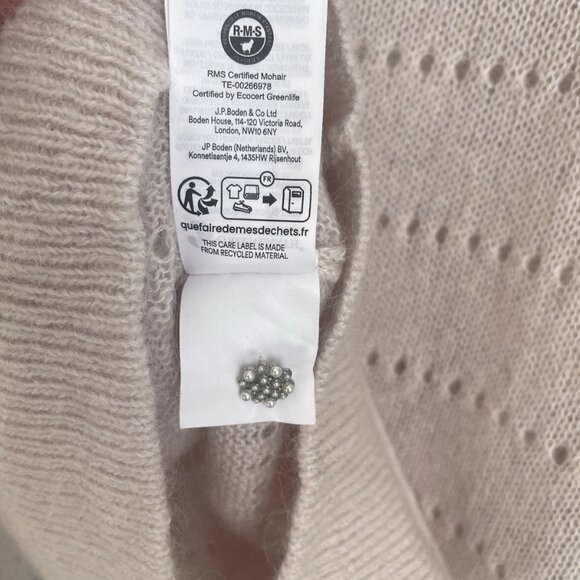 R-M-S
RMS Certified Mohair
TE-00266978
Certified by Ecocert Greenlife
J.P.Boden & Co Ltd
Boden House, 114-120 Victoria Road,
London, NW10 6NY
JP Boden (Netherlands) BV,
Konnetlaantje 4, 1435HW Rijsenhout
FR
quefairedemesdechets.fr
THIS CARE LABEL IS MADE
FROM RECYCLED MATERIAL